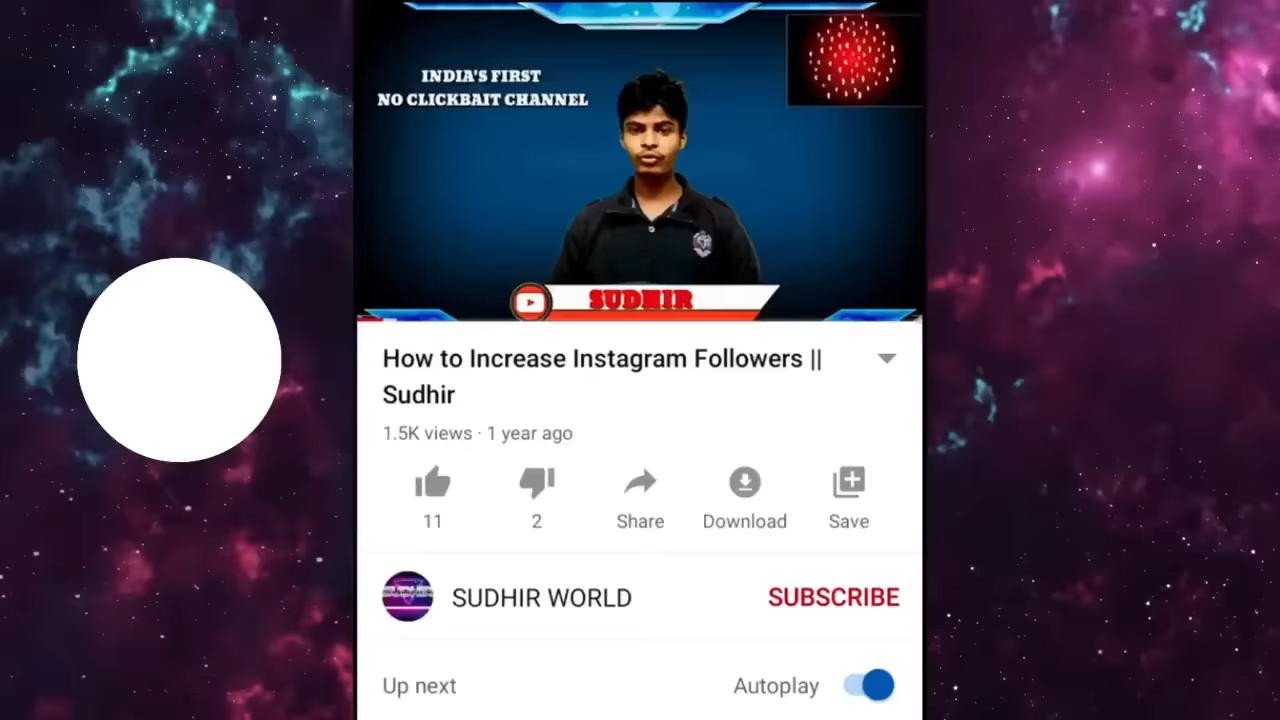 INDIA'S FIRST
NO CLICKBAIT CHANNEL
SUDHIR
How to Increase Instagram Followers ||
Sudhir
1.5K views · 1 year ago
11
2
Share
Download
Save
SUDHIR
SUDHIR WORLD
SUBSCRIBE
Up next
Autoplay